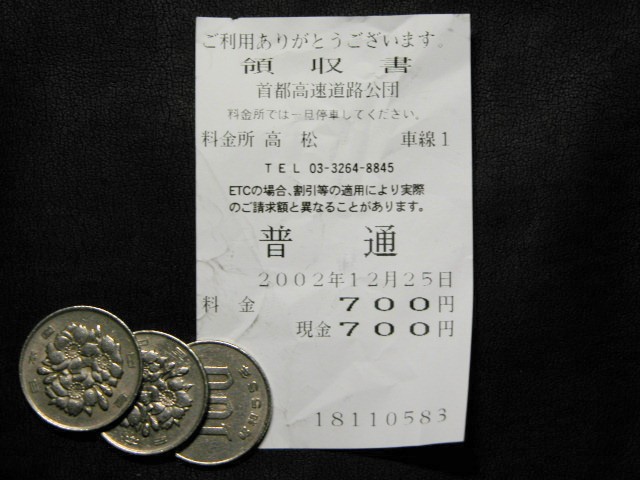 ご利用ありがとうございます。
領収書
首都高速道路公団
料金所では一旦停車してください。
料金所 高 松 車線1
TEL 03-3264-8845
ETCの場合、割引等の適用により実際
のご請求額と異なることがあります。
普 通
2002年12月25日
料 金 700円
現金700円
18110583
100